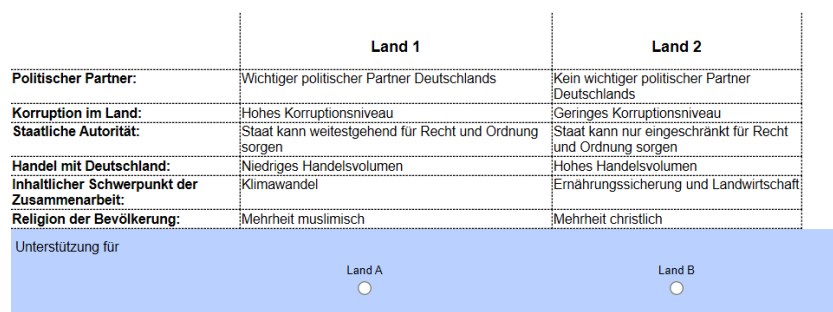 Land 1 Land 2
Politischer Partner: Wichtiger politischer Partner Deutschlands Kein wichtiger politischer Partner
Deutschlands
Korruption im Land: Hohes Korruptionsniveau Geringes Korruptionsniveau
Staatliche Autorität: Staat kann weitestgehend für Recht und Ordnung Staat kann nur eingeschränkt für Recht
sorgen und Ordnung sorgen
Handel mit Deutschland: Niedriges Handelsvolumen Hohes Handelsvolumen
Inhaltlicher Schwerpunkt der Klimawandel Ernährungssicherung und Landwirtschaft
Zusammenarbeit:
Religion der Bevölkerung: Mehrheit muslimisch Mehrheit christlich
Unterstützung für
Land A Land B